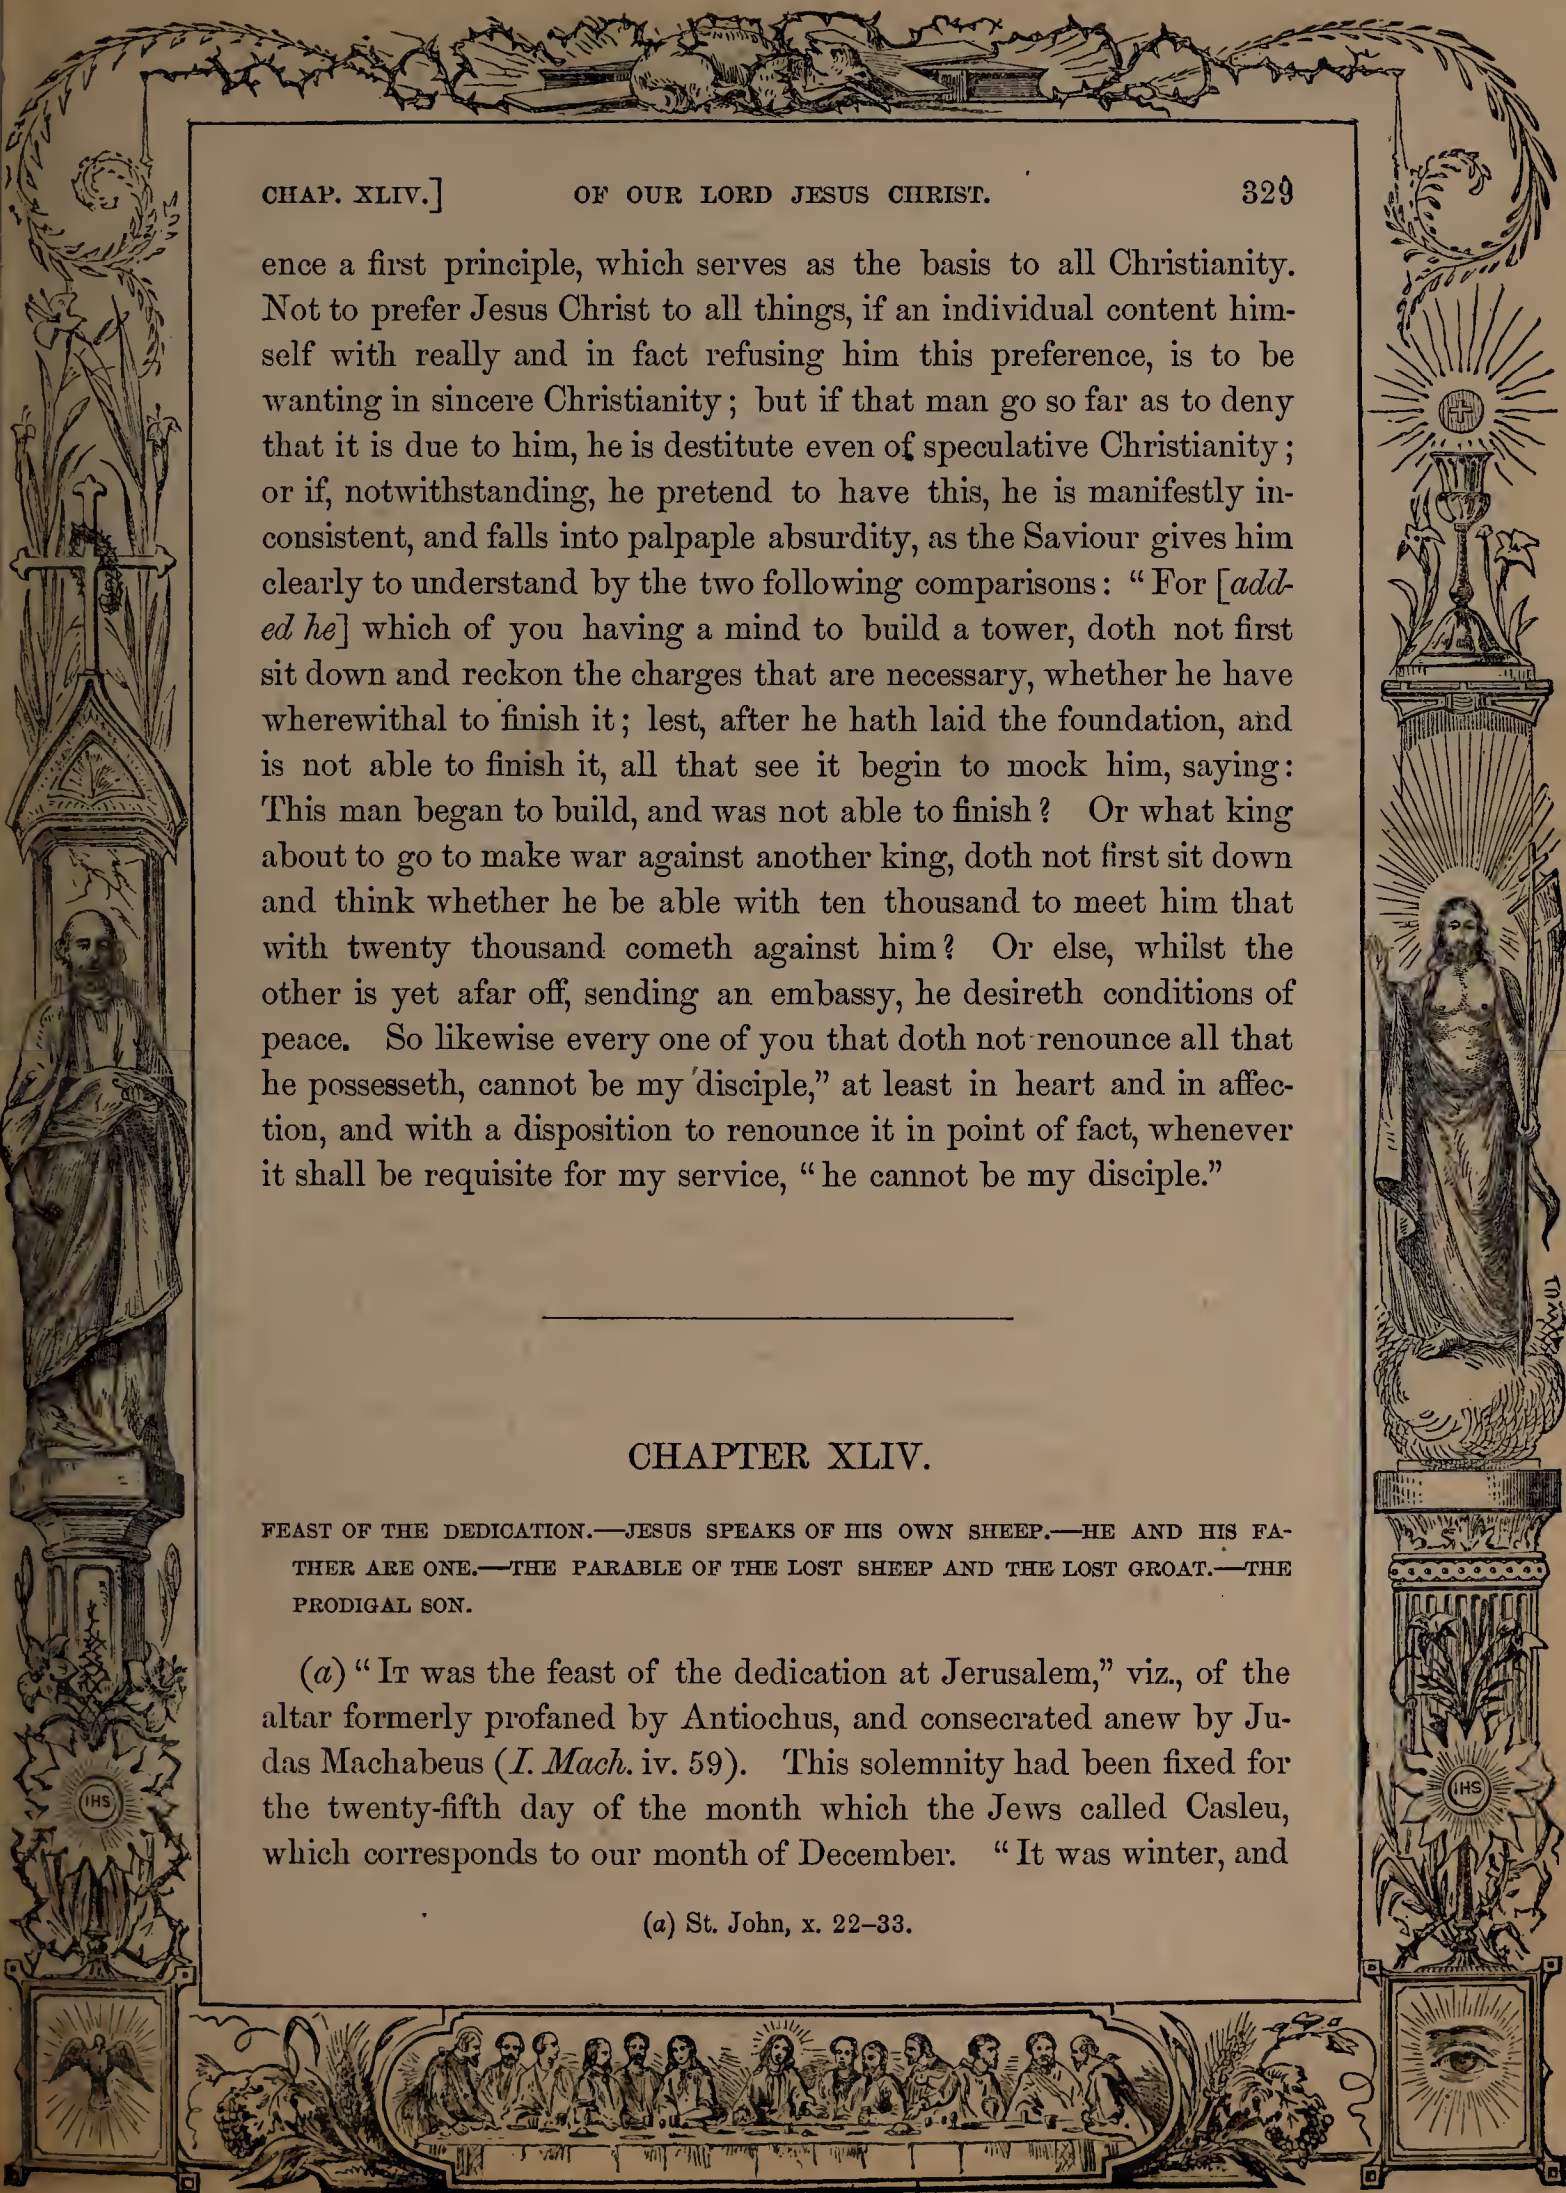 CHAP. XLIV.] OF OUR LORD JESUS CHRIST. 329
ence a first principle, which serves as the basis to all Christianity.
Not to prefer Jesus Christ to all things, if an individual content him-
self with really and in fact refusing him this preference, is to be
wanting in sincere Christianity; but if that man go so far as to deny
that it is due to him, he is destitute even of speculative Christianity;
or if, notwithstanding, he pretend to have this, he is manifestly in-
consistent, and falls into palpaple absurdity, as the Saviour gives him
clearly to understand by the two following comparisons: “For [add-
ed he] which of you having a mind to build a tower, doth not first
sit down and reckon the charges that are necessary, whether he have
wherewithal to finish it; lest, after he hath laid the foundation, and
is not able to finish it, all that see it begin to mock him, saying:
This man began to build, and was not able to finish? Or what king
about to go to make war against another king, doth not first sit down
and think whether he be able with ten thousand to meet him that
with twenty thousand cometh against him? Or else, whilst the
other is yet afar off, sending an embassy, he desireth conditions of
peace. So likewise every one of you that doth not renounce all that
he possesseth, cannot be my disciple,” at least in heart and in affec-
tion, and with a disposition to renounce it in point of fact, whenever
it shall be requisite for my service, “he cannot be my disciple.”
CHAPTER XLIV.
FEAST OF THE DEDICATION.—JESUS SPEAKS OF HIS OWN SHEEP.—HE AND HIS FA-
THER ARE ONE.—THE PARABLE OF THE LOST SHEEP AND THE LOST GROAT.—THE
PRODIGAL SON.
(a) “IT was the feast of the dedication at Jerusalem,” viz., of the
altar formerly profaned by Antiochus, and consecrated anew by Ju-
das Machabeus (I. Mach. iv. 59). This solemnity had been fixed for
the twenty-fifth day of the month which the Jews called Casleu,
which corresponds to our month of December. “It was winter, and
(a) St. John, x. 22–33.
IHS
IHS